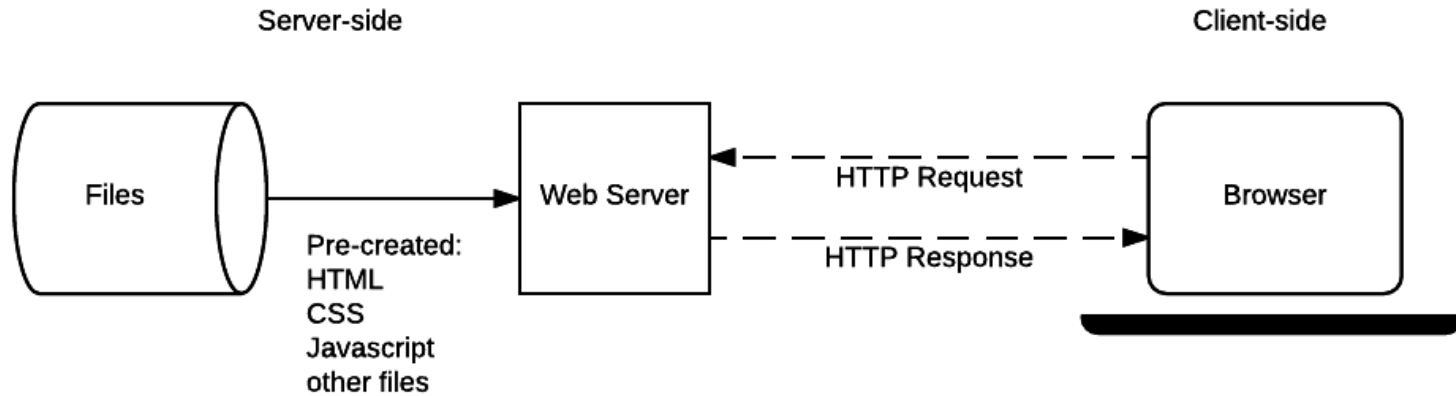 Server-side
Client-side
Files
Web Server
HTTP Request
Browser
Pre-created:
HTML
CSS
Javascript
other files
HTTP Response